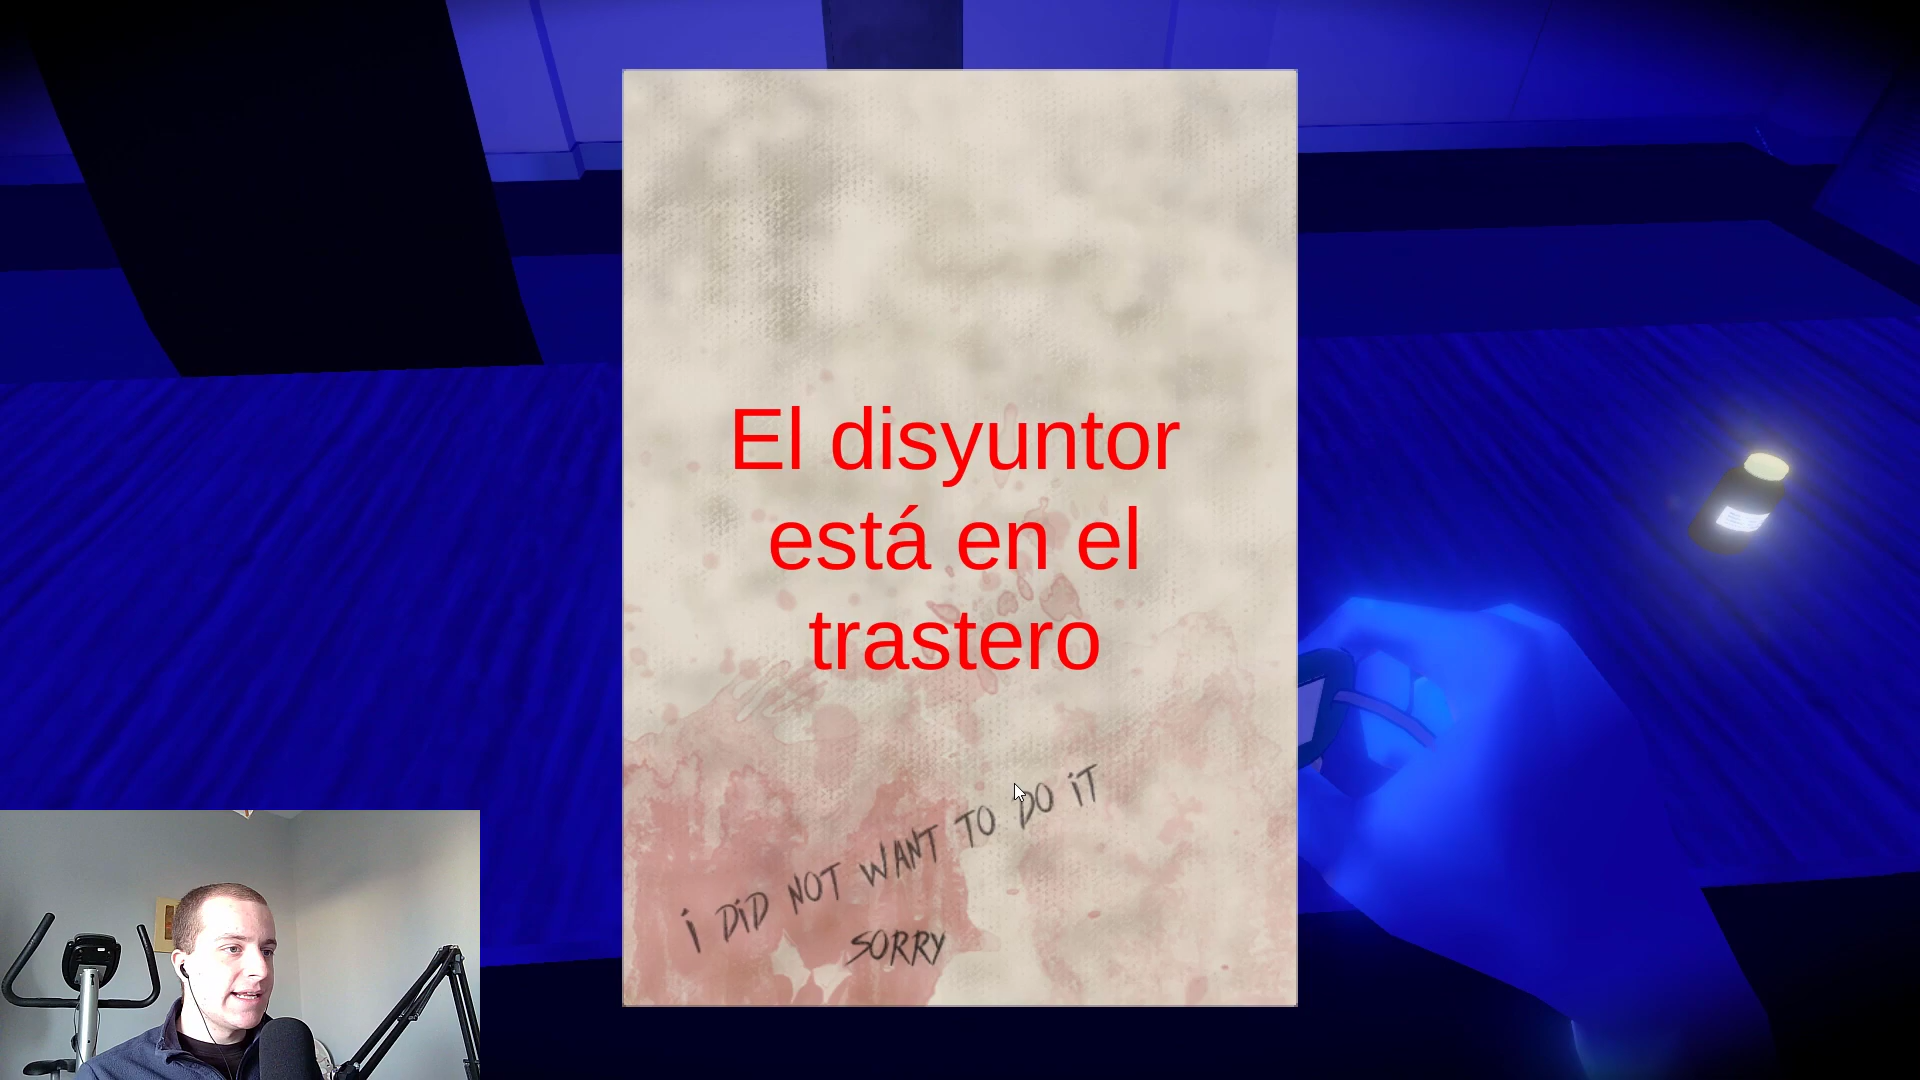 El disyuntor
está en el
trastero
i DiD NOT WANT TO DO iT
SORRY